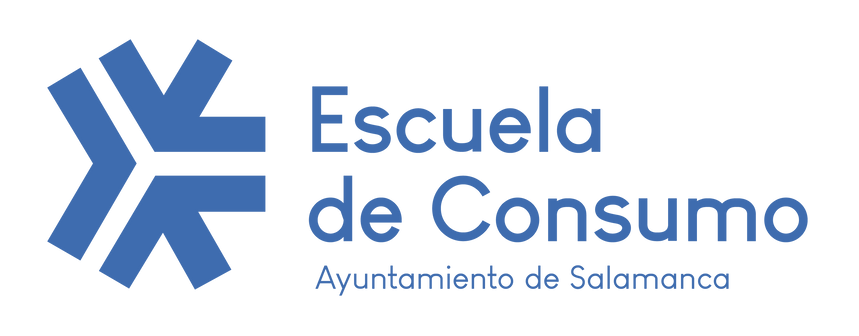 Escuela
de Consumo
Ayuntamiento de Salamanca